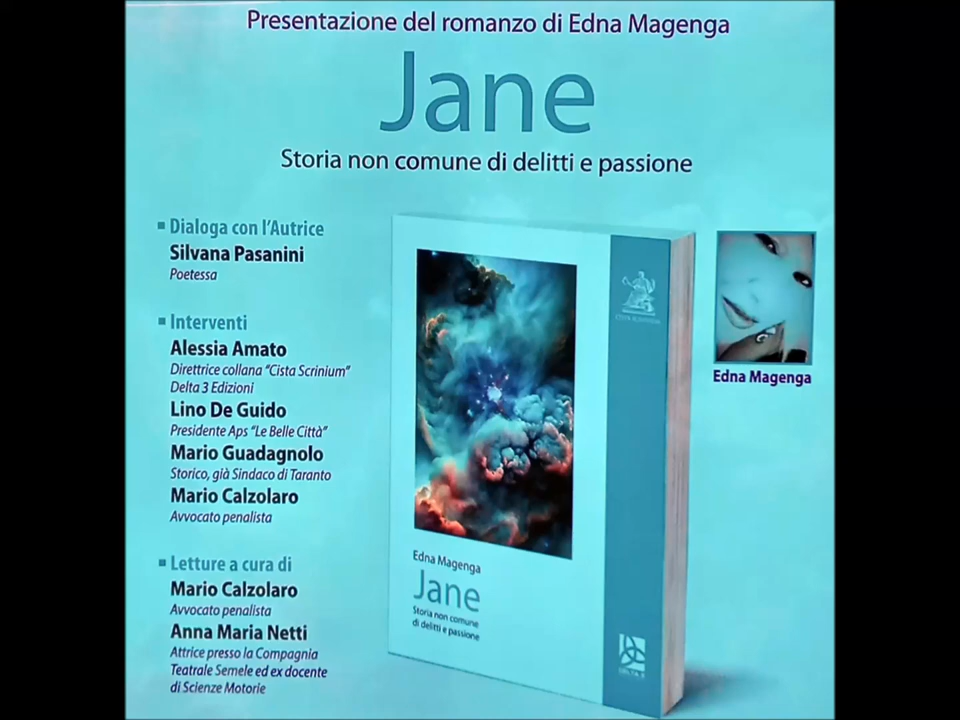 Presentazione del romanzo di Edna Magenga
Jane
Storia non comune di delitti e passione
Dialoga con l'Autrice
Silvana Pasanini
Poetessa
Interventi
Alessia Amato
Direttrice collana "Cista Scrinium"
Delta 3 Edizioni
Lino De Guido
Presidente Aps "Le Belle Città"
Mario Guadagnolo
Storico, già Sindaco di Taranto
Mario Calzolaro
Avvocato penalista
Letture a cura di
Mario Calzolaro
Avvocato penalista
Anna Maria Netti
Attrice presso la Compagnia
Teatrale Semele ed ex docente
di Scienze Motorie
Edna Magenga
Jane
Storia non comune
di delitti e passione
CISTA SCRINIUM
DELTA 3
Edna Magenga